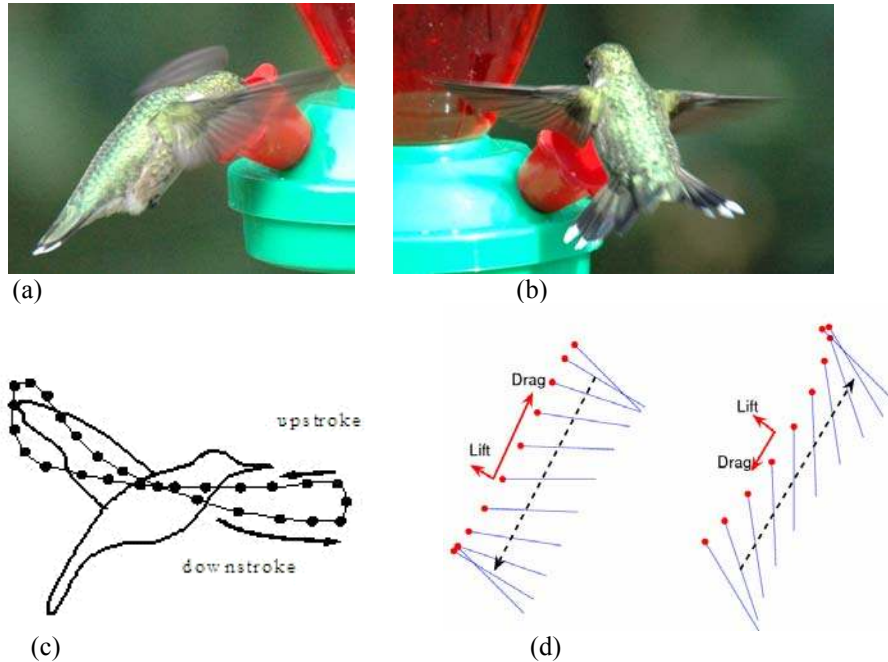 (a)
(b)
upstroke
downstroke
(c)
Drag
Lift
Lift
Drag
(d)